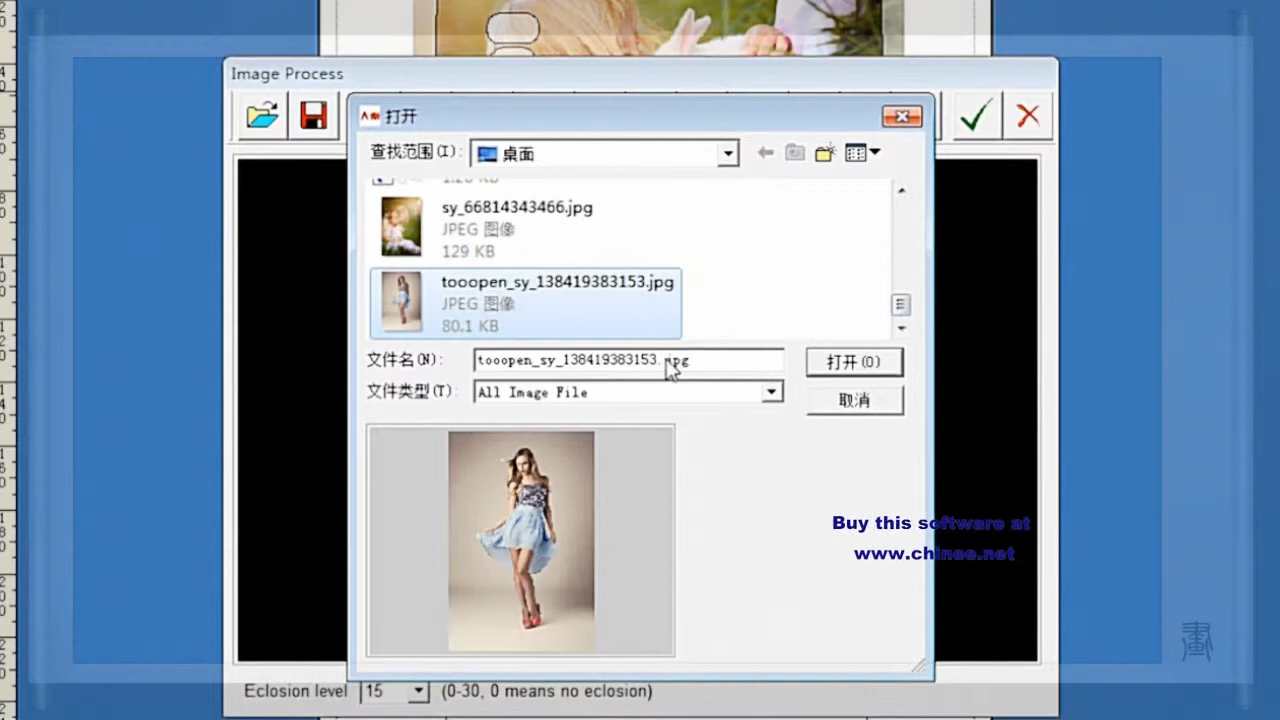 Image Process
打开
查找范围(I):
桌面
sy_66814343466.jpg
JPEG 图像
129 KB
tooopen_sy_138419383153.jpg
JPEG 图像
80.1 KB
文件名(N):
tooopen_sy_138419383153.jpg
打开(O)
文件类型(T):
All Image File
取消
Buy this software at
www.chinee.net
Eclosion level
15
(0-30, 0 means no eclosion)